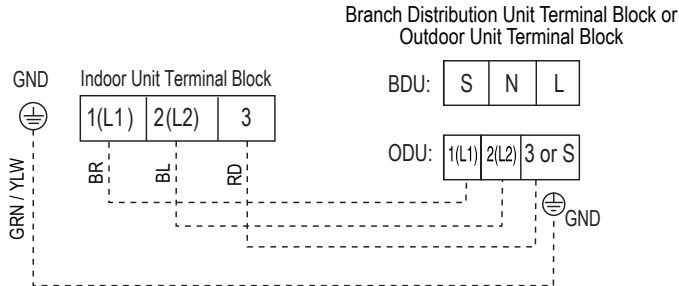 Branch Distribution Unit Terminal Block or
Outdoor Unit Terminal Block
GND
Indoor Unit Terminal Block
BDU:
S
N
L
1(L1)
2(L2)
3
ODU:
1(L1)
2(L2)
3 or S
GRN / YLW
BR
BL
RD
GND